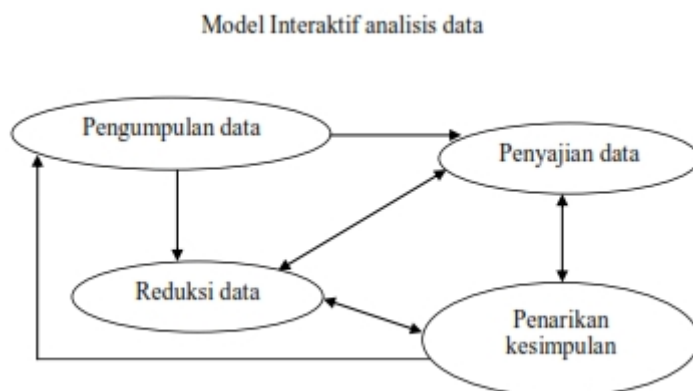 Model Interaktif analisis data
Pengumpulan data
Penyajian data
Reduksi data
Penarikan
kesimpulan